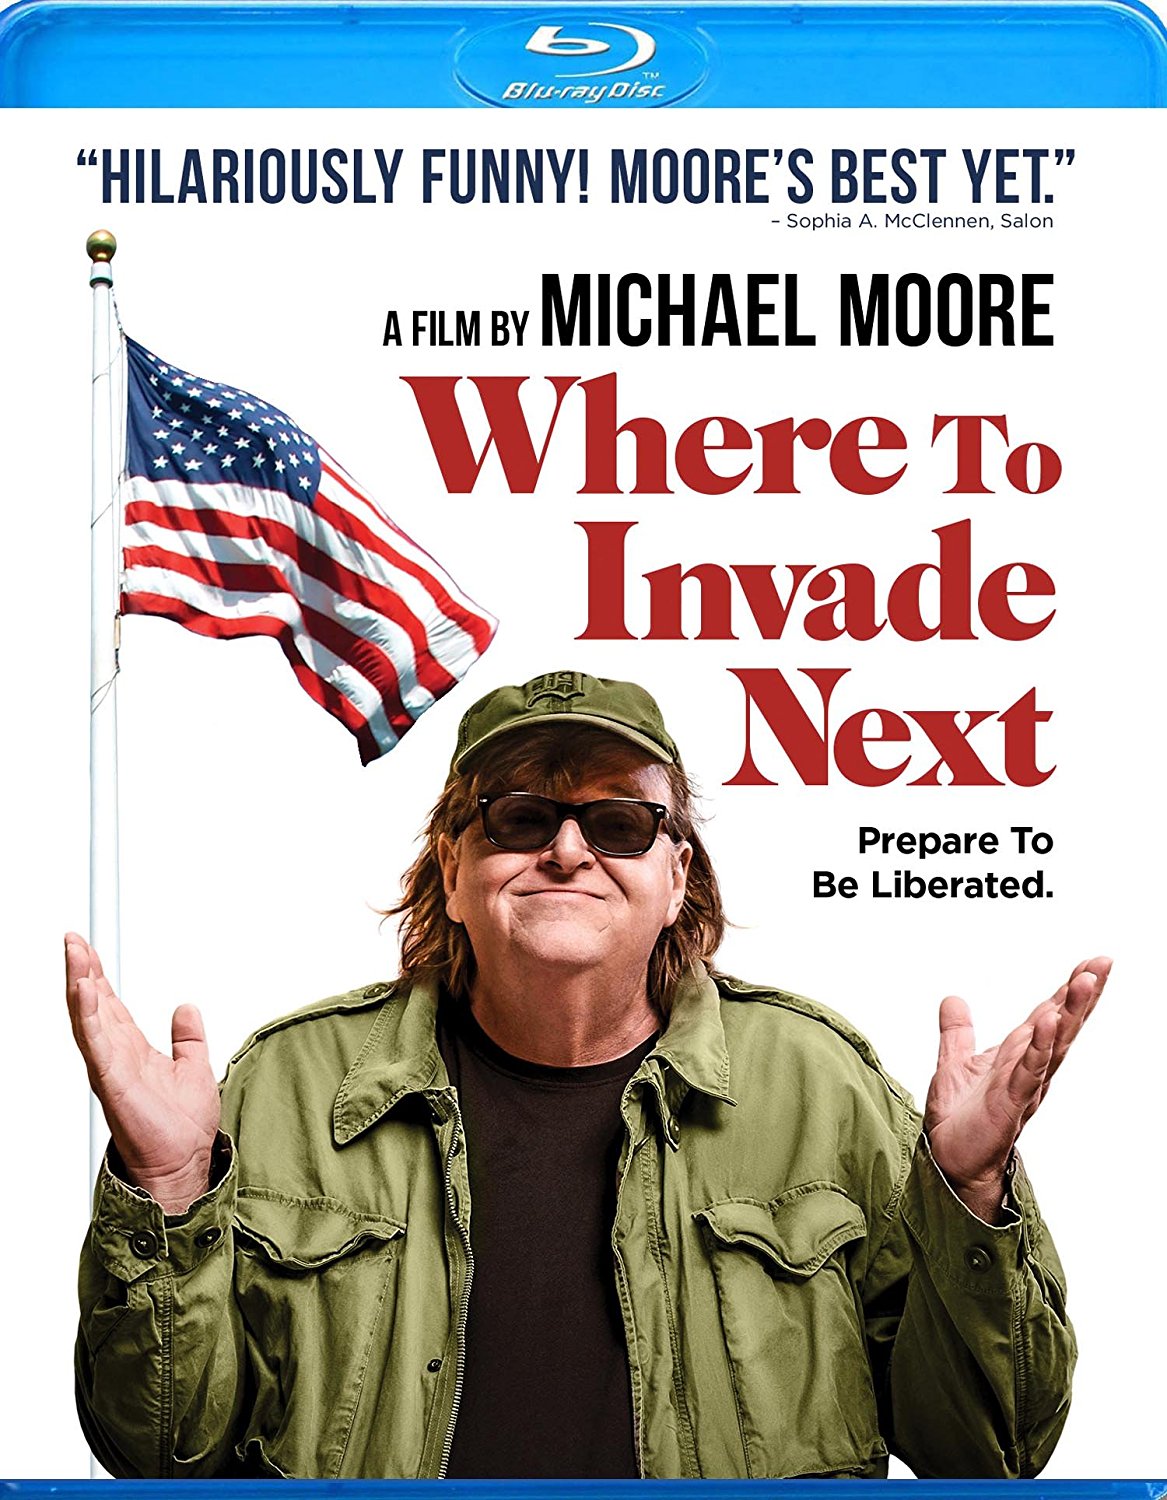 Blu-ray Disc™
“HILARIOUSLY FUNNY! MOORE’S BEST YET.”
– Sophia A. McClennen, Salon
A FILM BY MICHAEL MOORE
Where To
Invade
Next
Prepare To
Be Liberated.